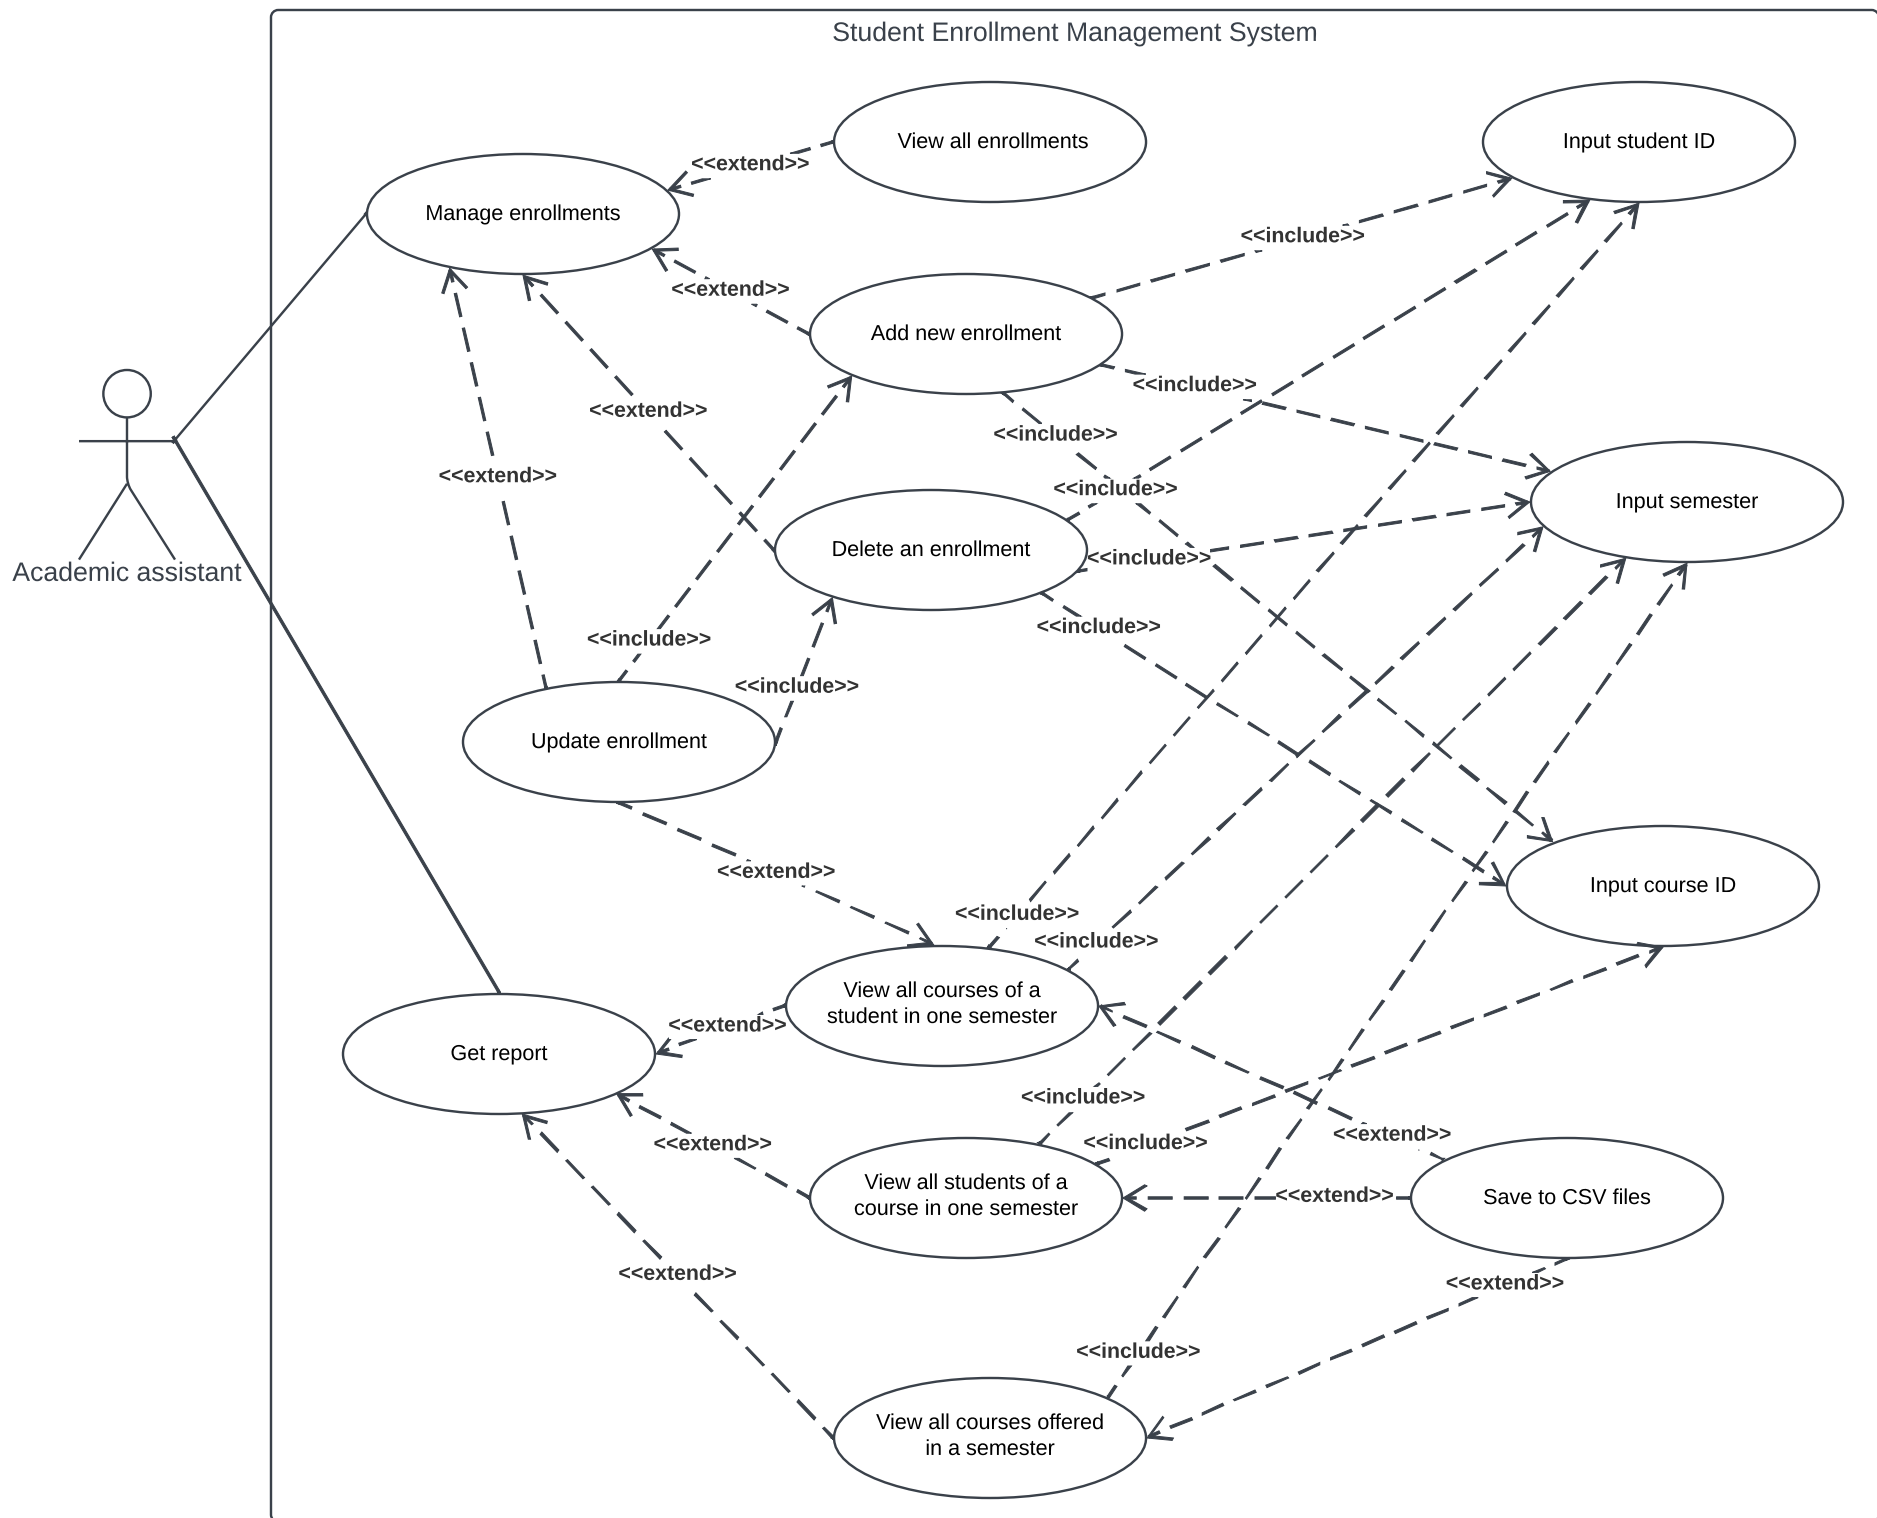 Student Enrollment Management System
View all enrollments
Input student ID
<<extend>>
Manage enrollments
<<include>>
<<extend>>
Add new enrollment
<<include>>
<<extend>>
<<include>>
<<extend>>
<<include>>
Input semester
Delete an enrollment
<<include>>
Academic assistant
<<include>>
<<include>>
<<include>>
Update enrollment
<<extend>>
Input course ID
<<include>>
<<include>>
View all courses of a
student in one semester
<<extend>>
Get report
<<include>>
<<extend>>
<<include>>
<<extend>>
View all students of a
course in one semester
<<extend>>
Save to CSV files
<<extend>>
<<extend>>
<<include>>
View all courses offered
in a semester